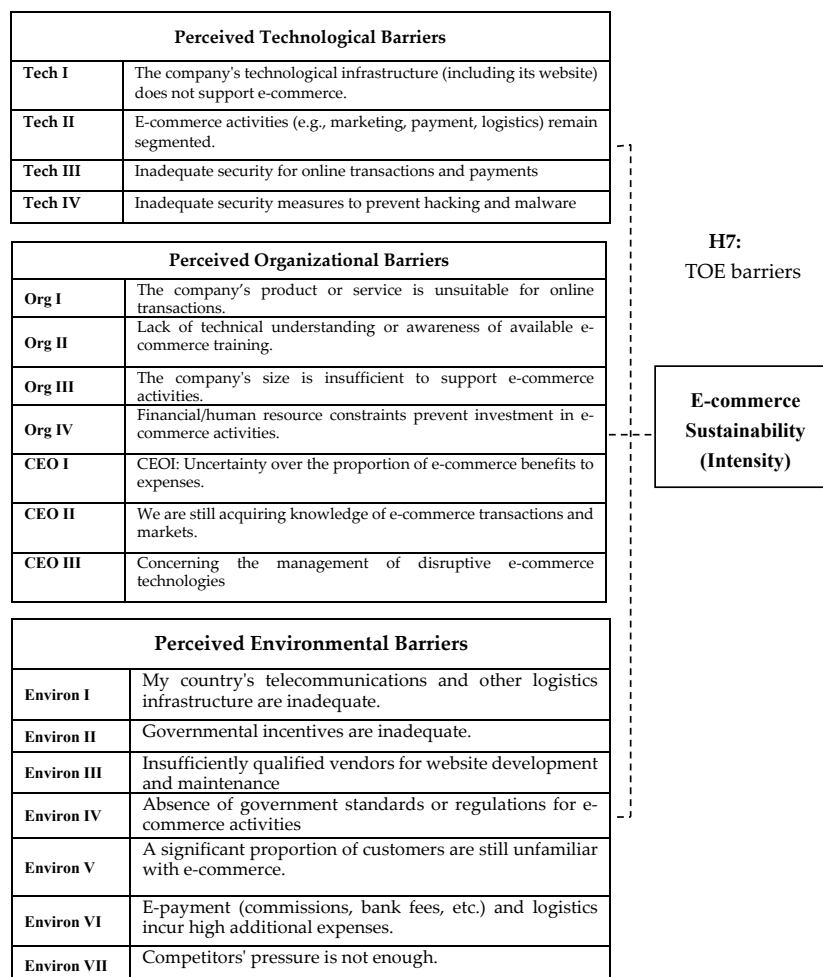 Perceived Technological Barriers
Tech I
The company's technological infrastructure (including its website)
does not support e-commerce.
Tech II
E-commerce activities (e.g., marketing, payment, logistics) remain
segmented.
Tech III
Inadequate security for online transactions and payments
Tech IV
Inadequate security measures to prevent hacking and malware
Perceived Organizational Barriers
Org I
The company's product or service is unsuitable for online
transactions.
Org II
Lack of technical understanding or awareness of available e-
commerce training.
Org III
The company's size is insufficient to support e-commerce
activities.
Org IV
Financial/human resource constraints prevent investment in e-
commerce activities.
CEO I
CEOI: Uncertainty over the proportion of e-commerce benefits to
expenses.
CEO II
We are still acquiring knowledge of e-commerce transactions and
markets.
CEO III
Concerning the management of disruptive e-commerce
technologies
Perceived Environmental Barriers
Environ I
My country's telecommunications and other logistics
infrastructure are inadequate.
Environ II
Governmental incentives are inadequate.
Environ III
Insufficiently qualified vendors for website development
and maintenance
Environ IV
Absence of government standards or regulations for e-
commerce activities
Environ V
A significant proportion of customers are still unfamiliar
with e-commerce.
Environ VI
E-payment (commissions, bank fees, etc.) and logistics
incur high additional expenses.
Environ VII
Competitors' pressure is not enough.
H7:
TOE barriers
E-commerce
Sustainability
(Intensity)